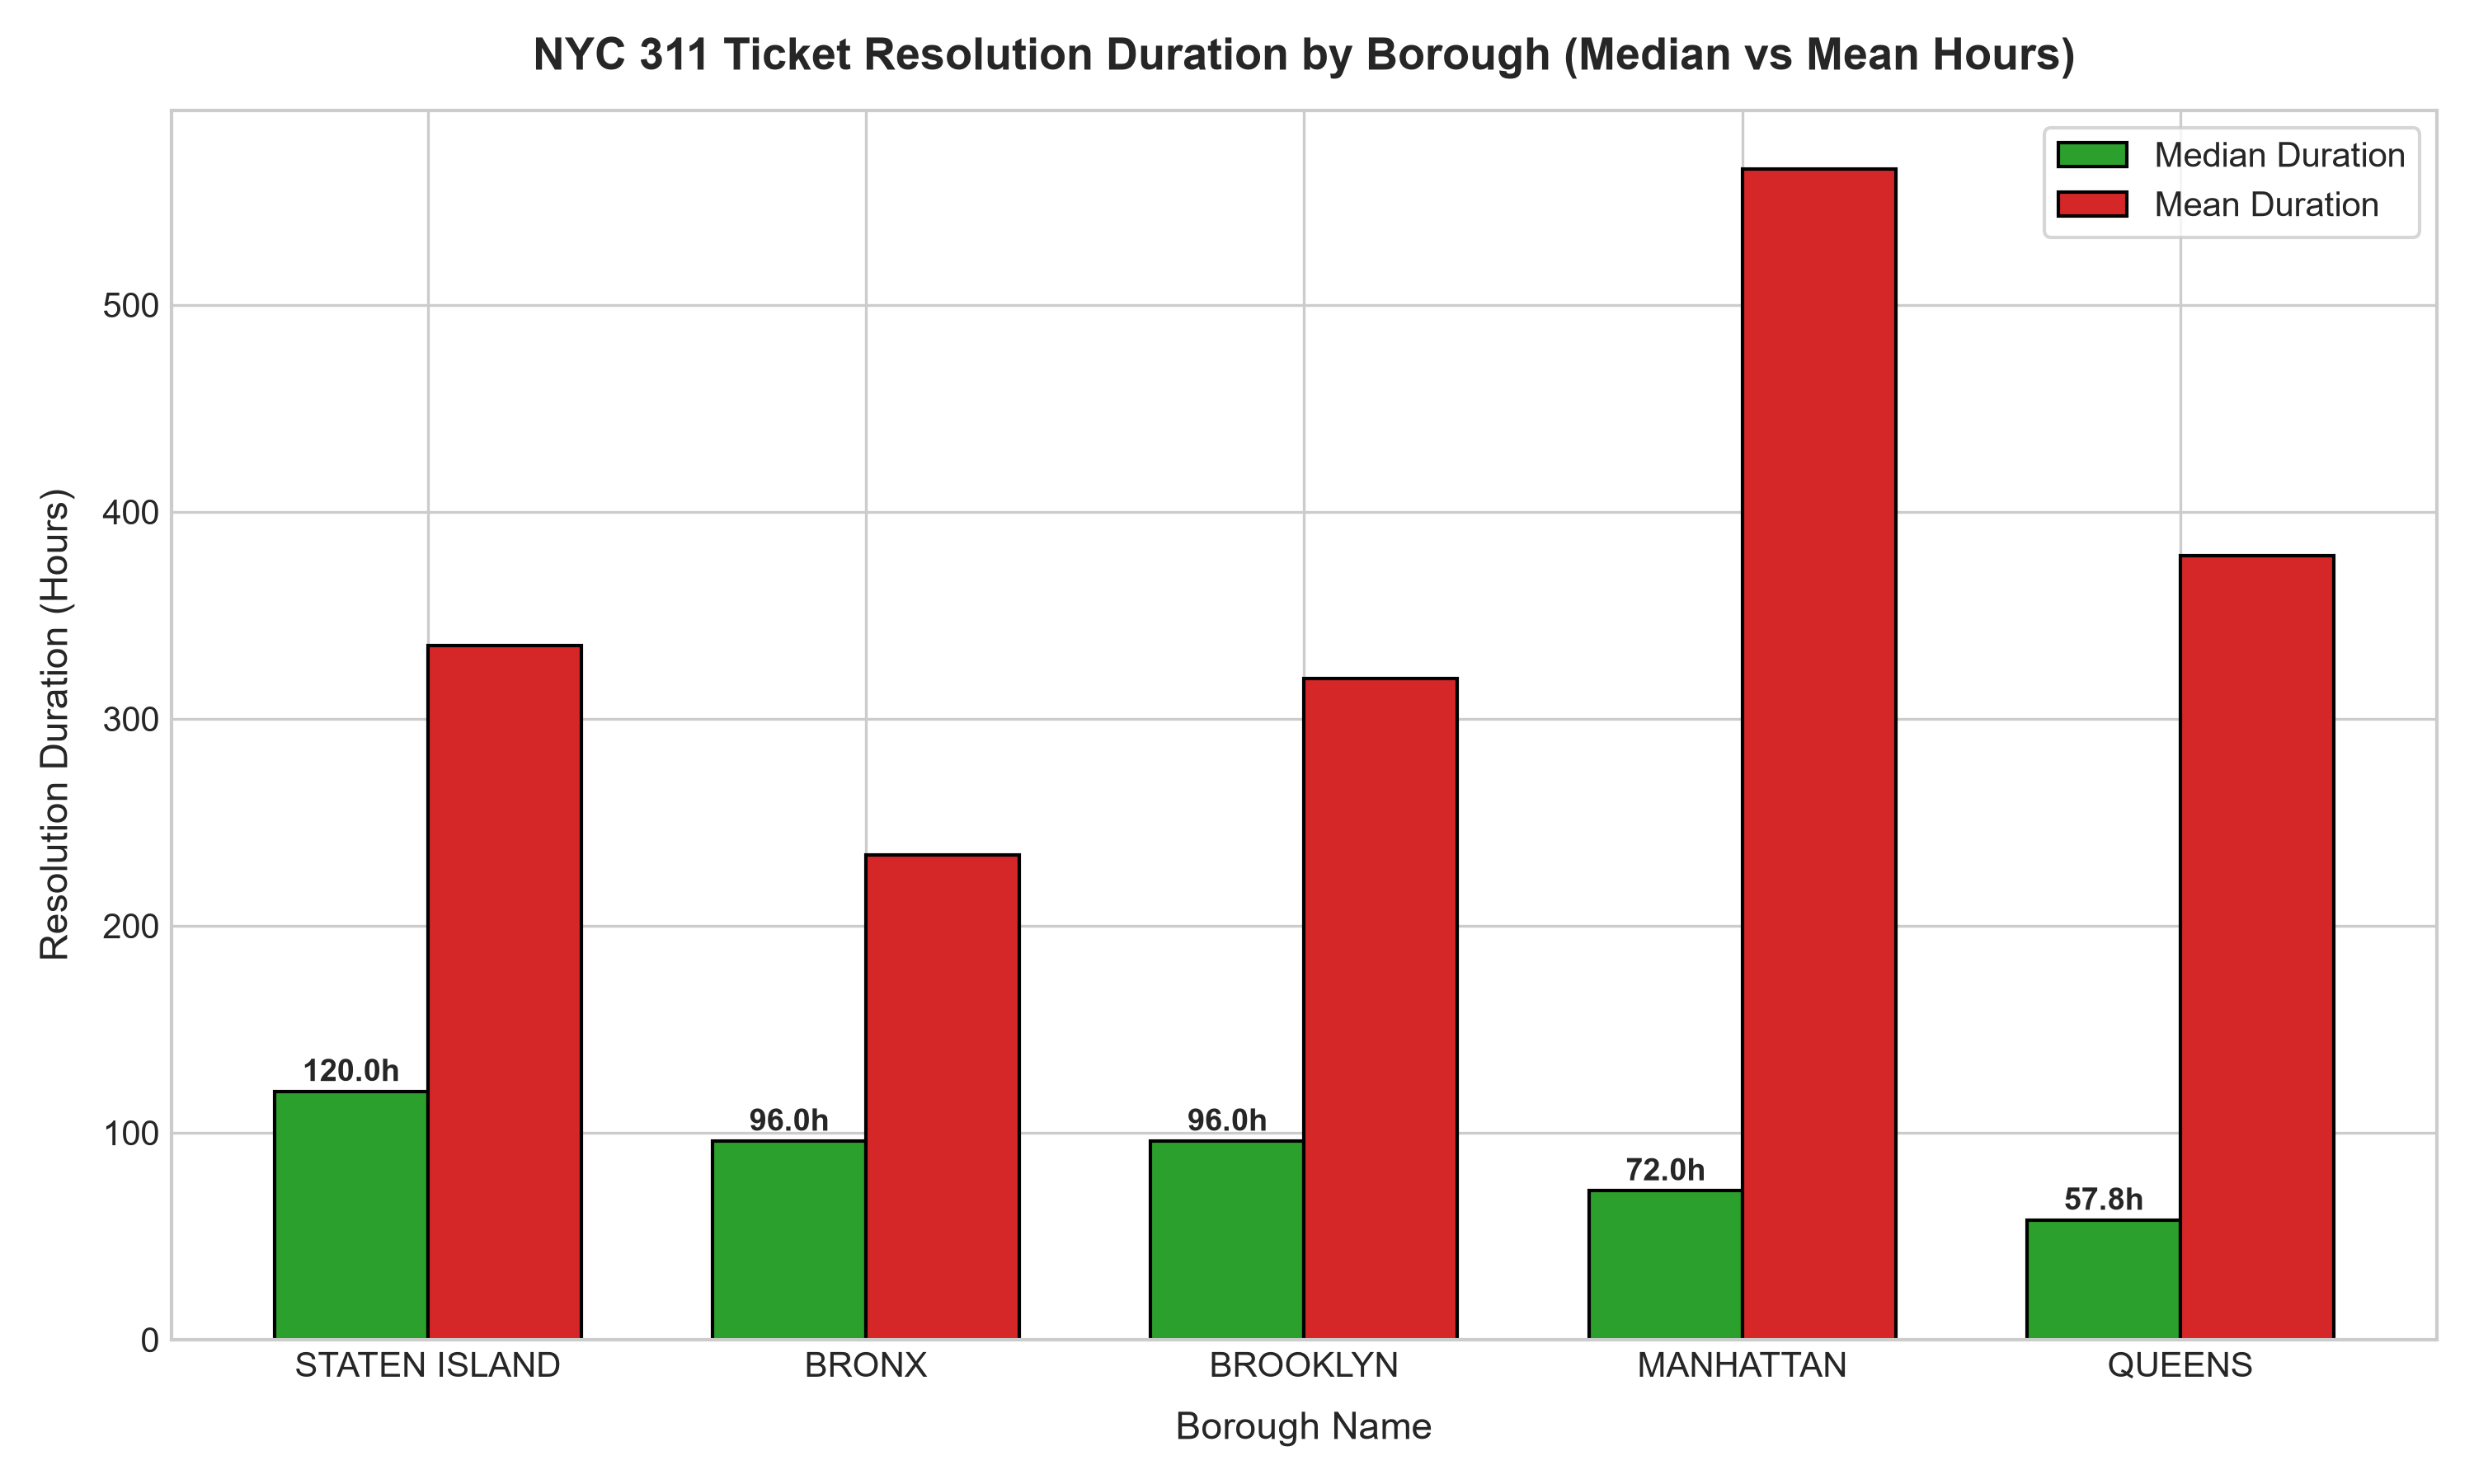 NYC 311 Ticket Resolution Duration by Borough (Median vs Mean Hours)
Median Duration
Mean Duration
Resolution Duration (Hours)
500
400
300
200
100
0
120.0h
96.0h
96.0h
72.0h
57.8h
STATEN ISLAND
BRONX
BROOKLYN
MANHATTAN
QUEENS
Borough Name